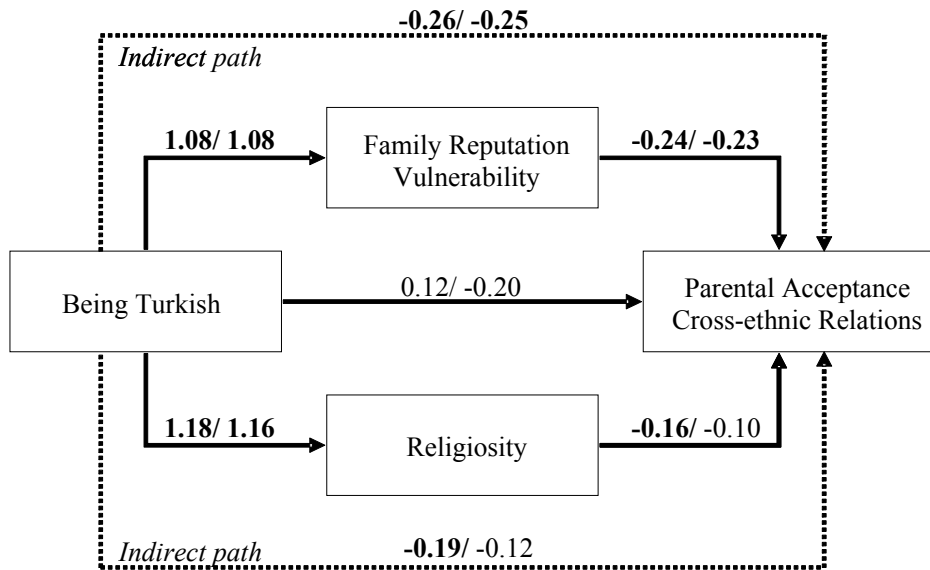 -0.26/ -0.25
Indirect path
1.08/ 1.08
Family Reputation
Vulnerability
-0.24/ -0.23
Being Turkish
0.12/ -0.20
Parental Acceptance
Cross-ethnic Relations
1.18/ 1.16
Religiosity
-0.16/ -0.10
Indirect path
-0.19/ -0.12